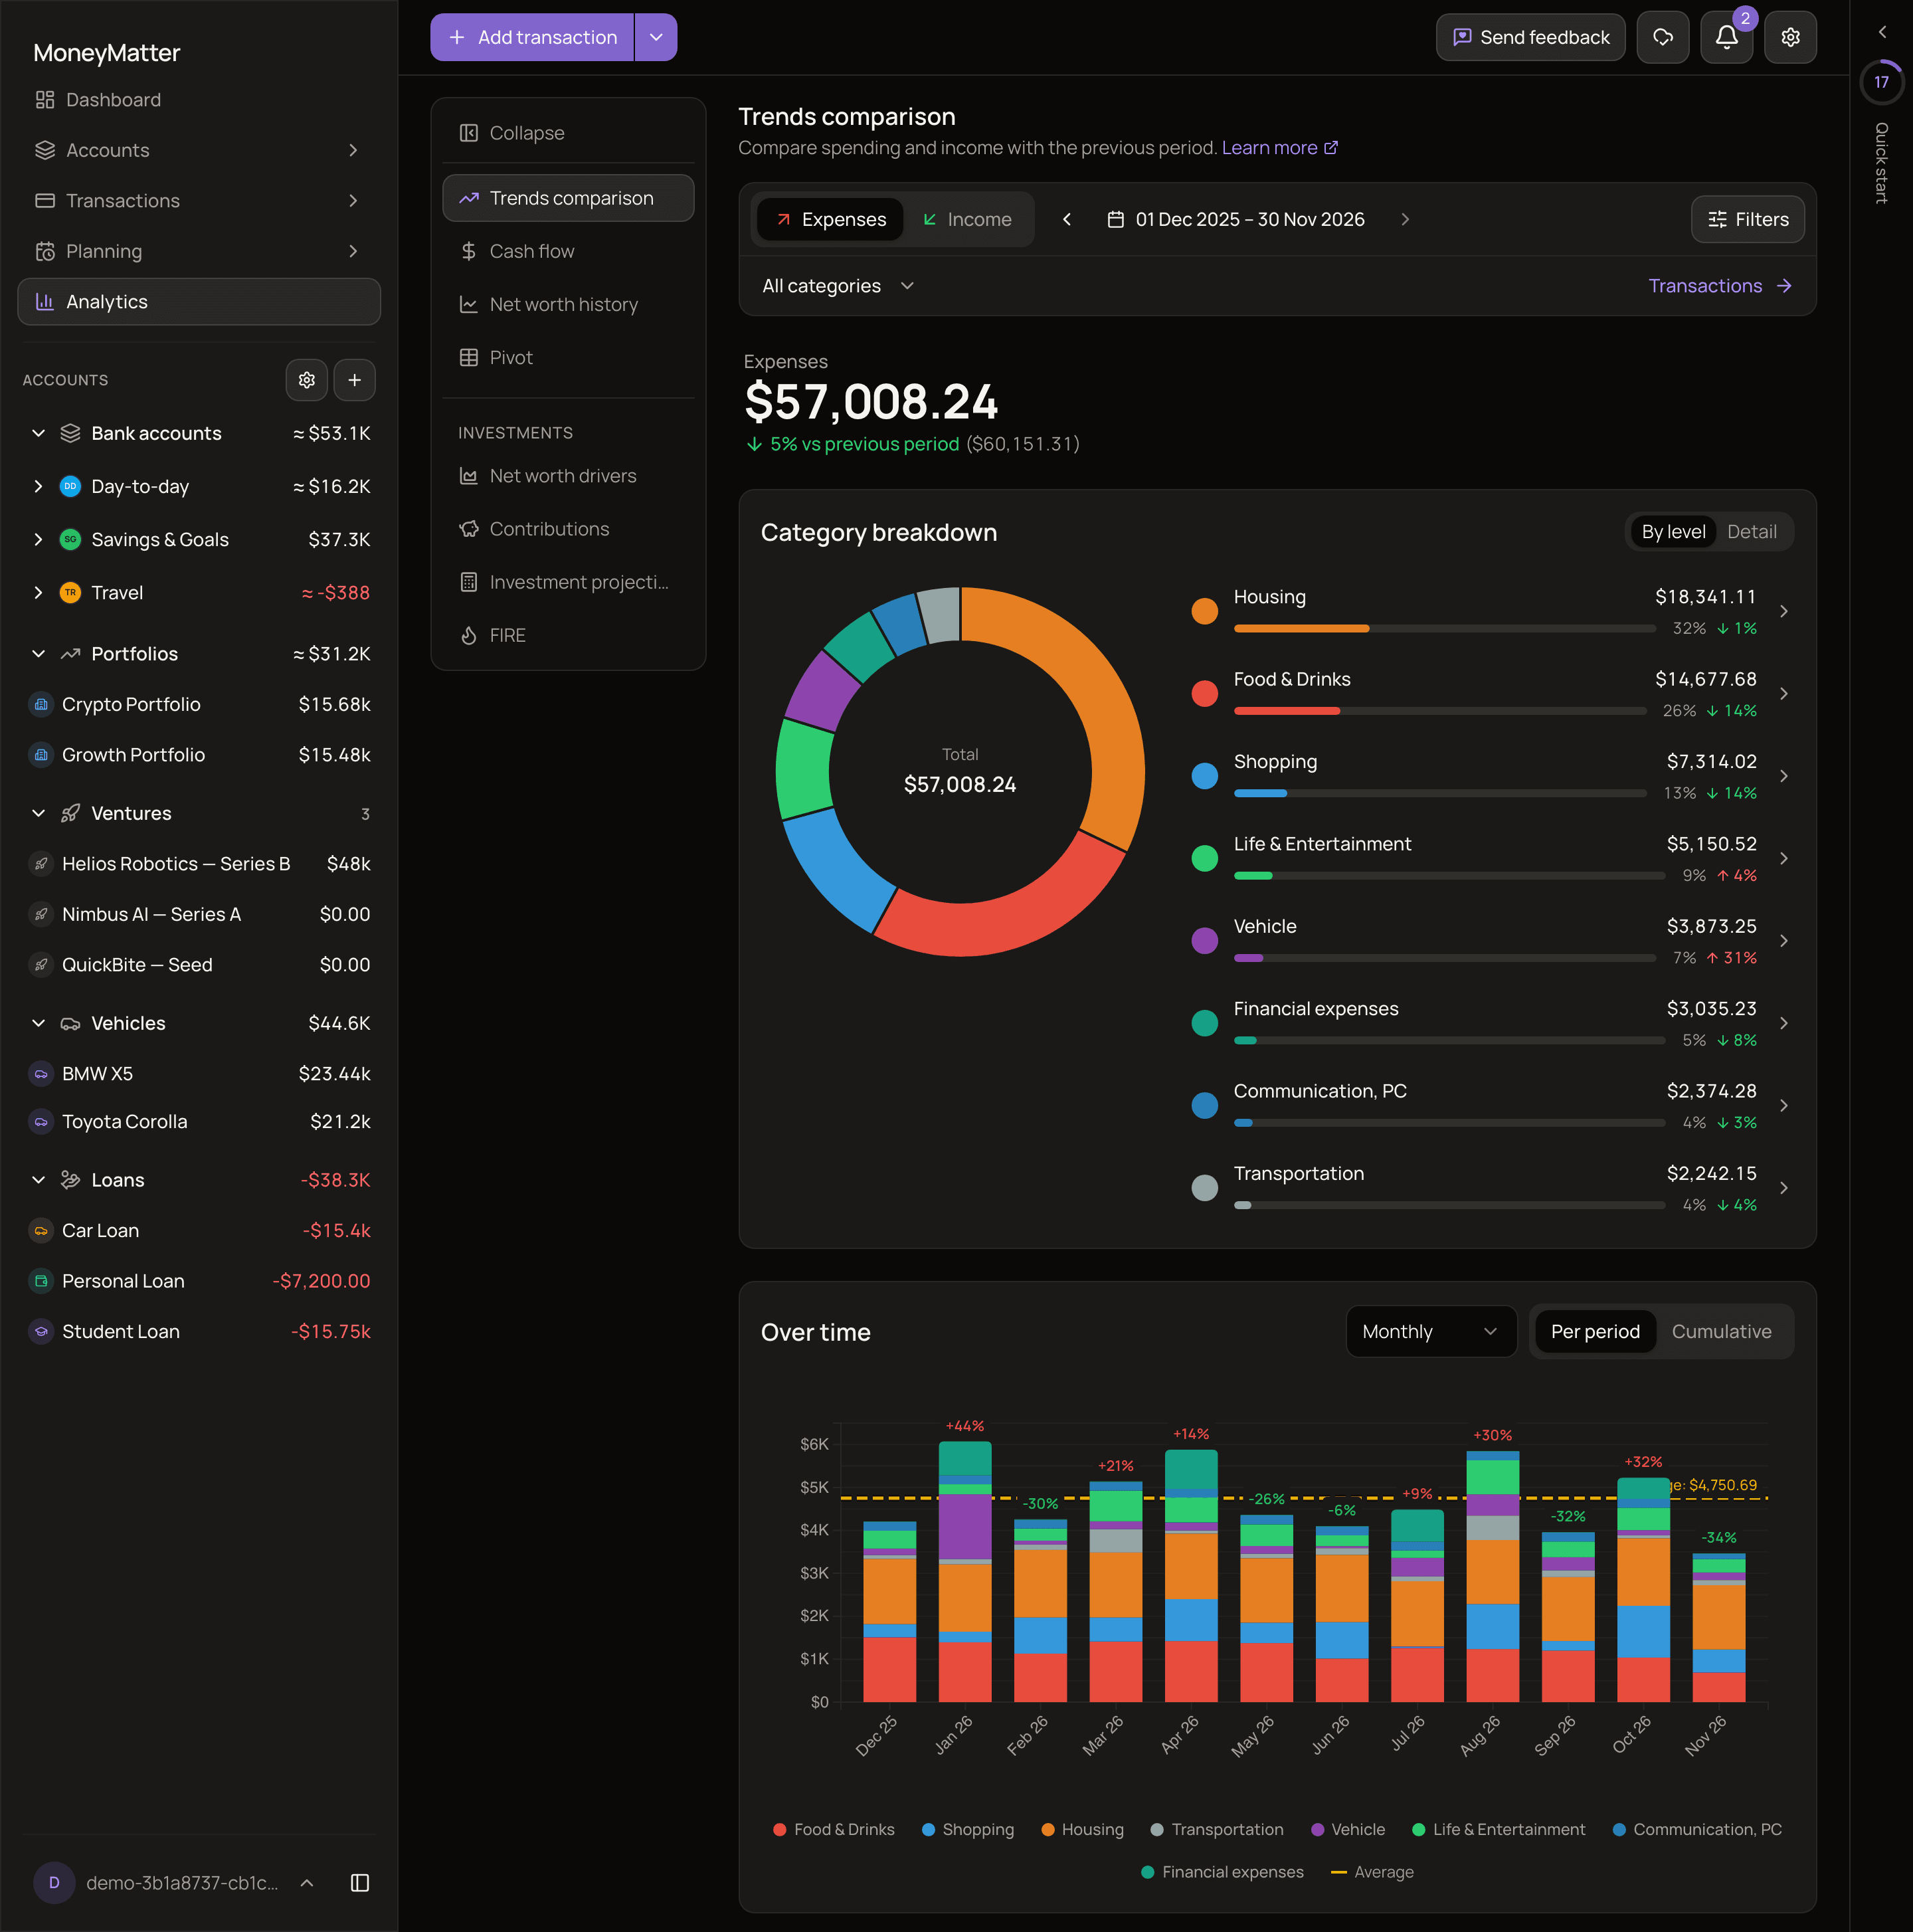 MoneyMatter
Dashboard
Accounts
Transactions
Planning
Analytics
ACCOUNTS
Bank accounts ≈ $53.1K
DD Day-to-day ≈ $16.2K
SG Savings & Goals $37.3K
TR Travel ≈ -$388
Portfolios ≈ $31.2K
Crypto Portfolio $15.68k
Growth Portfolio $15.48k
Ventures 3
Helios Robotics — Series B $48k
Nimbus AI — Series A $0.00
QuickBite — Seed $0.00
Vehicles $44.6K
BMW X5 $23.44k
Toyota Corolla $21.2k
Loans -$38.3K
Car Loan -$15.4k
Personal Loan -$7,200.00
Student Loan -$15.75k
D demo-3b1a8737-cb1c...
Add transaction
Send feedback
2
17
Quick start
Collapse
Trends comparison
Cash flow
Net worth history
Pivot
INVESTMENTS
Net worth drivers
Contributions
Investment projecti...
FIRE
Trends comparison
Compare spending and income with the previous period. Learn more
Expenses Income 01 Dec 2025 – 30 Nov 2026 Filters
All categories Transactions
Expenses
$57,008.24
5% vs previous period ($60,151.31)
Category breakdown By level Detail
Total
$57,008.24
Housing $18,341.11
32% ↓ 1%
Food & Drinks $14,677.68
26% ↓ 14%
Shopping $7,314.02
13% ↓ 14%
Life & Entertainment $5,150.52
9% ↑ 4%
Vehicle $3,873.25
7% ↑ 31%
Financial expenses $3,035.23
5% ↓ 8%
Communication, PC $2,374.28
4% ↓ 3%
Transportation $2,242.15
4% ↓ 4%
Over time Monthly Per period Cumulative
$6K
$5K
$4K
$3K
$2K
$1K
$0
+44%
-30%
+21%
+14%
-26%
-6%
+9%
+30%
-32%
+32%
-34%
ge: $4,750.69
Dec 25 Jan 26 Feb 26 Mar 26 Apr 26 May 26 Jun 26 Jul 26 Aug 26 Sep 26 Oct 26 Nov 26
Food & Drinks Shopping Housing Transportation Vehicle Life & Entertainment Communication, PC
Financial expenses Average